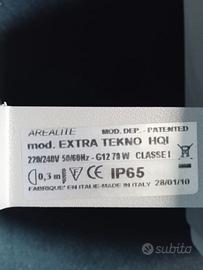 AREALITE MOD. DEP. - PATENTED
mod. EXTRA TEKNO HQI
220/240V 50/60Hz - G12 70 W CLASSE I
0,3 m IP65
FABRIQUE' EN ITALIE - MADE IN ITALY 28/01/10
subito